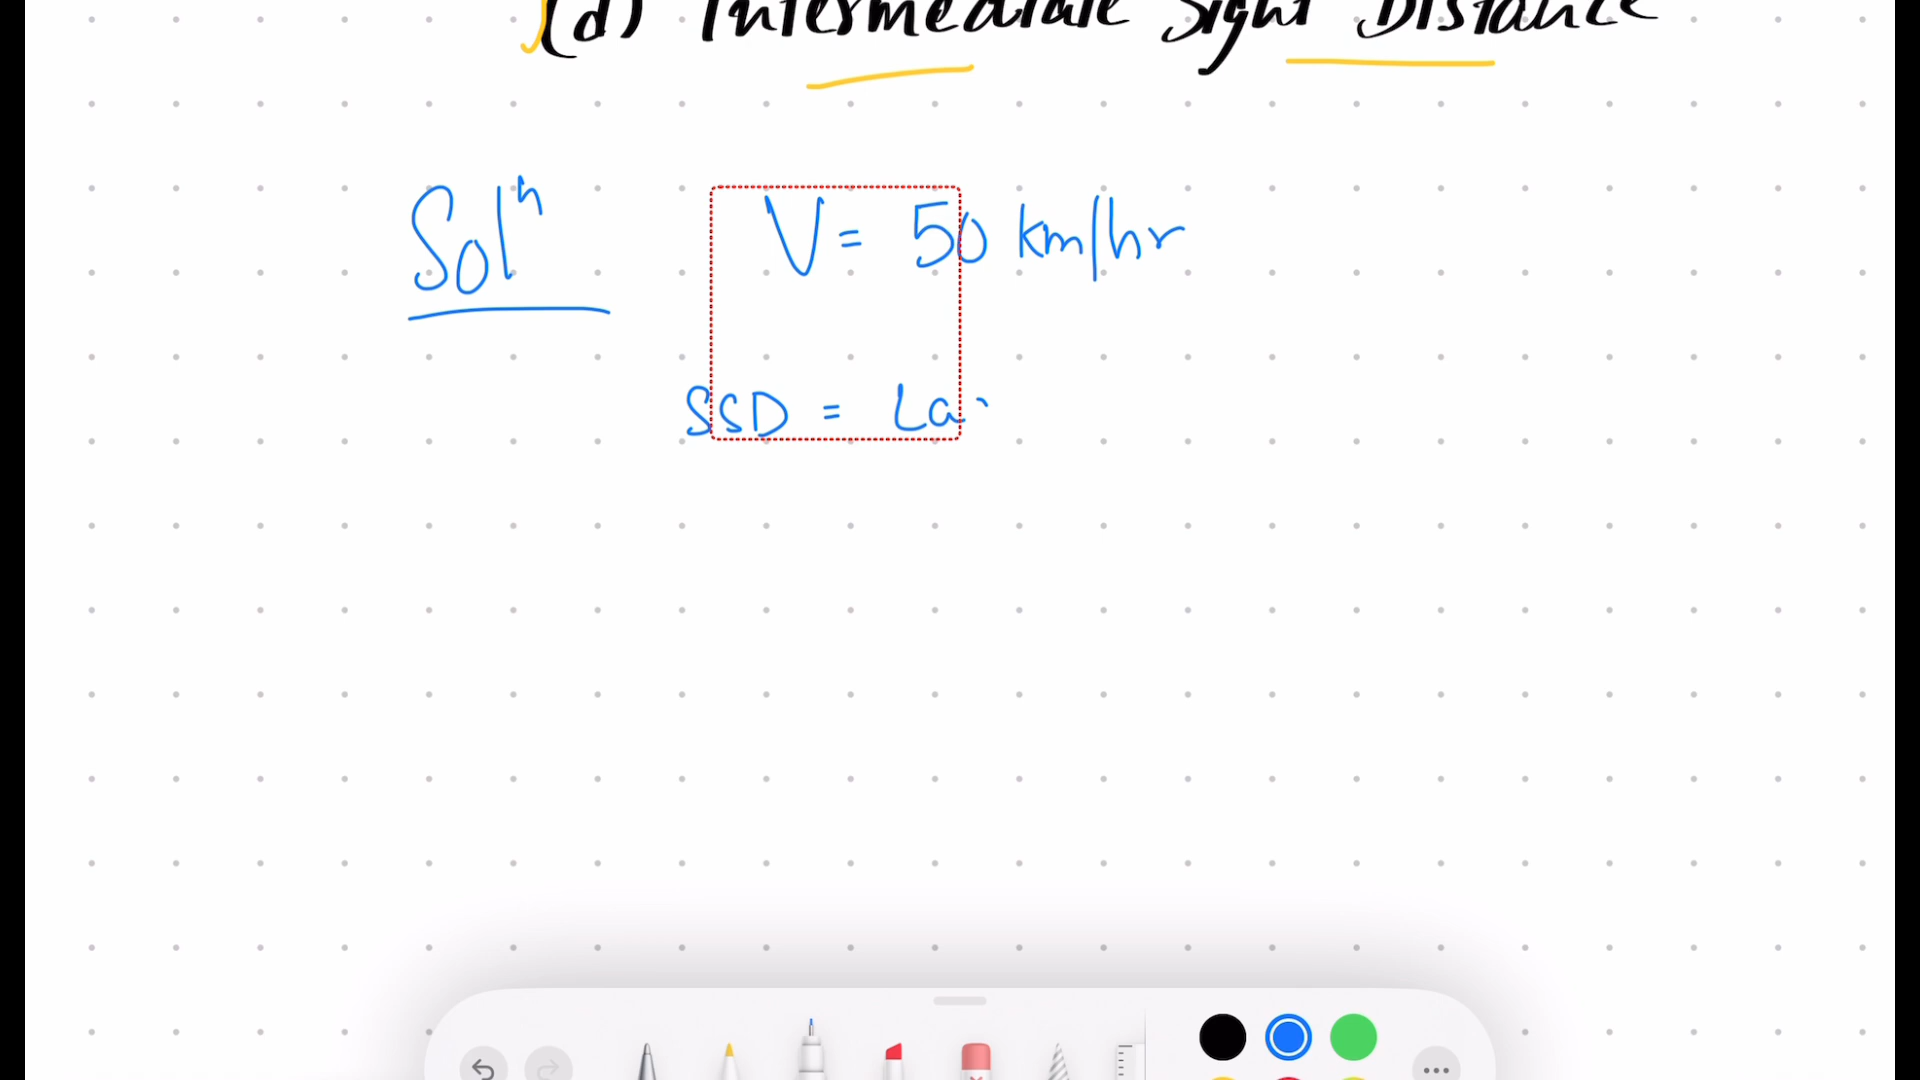 (d) Intermediate Sight Distance
Solⁿ V = 50 km/hr
SSD = La